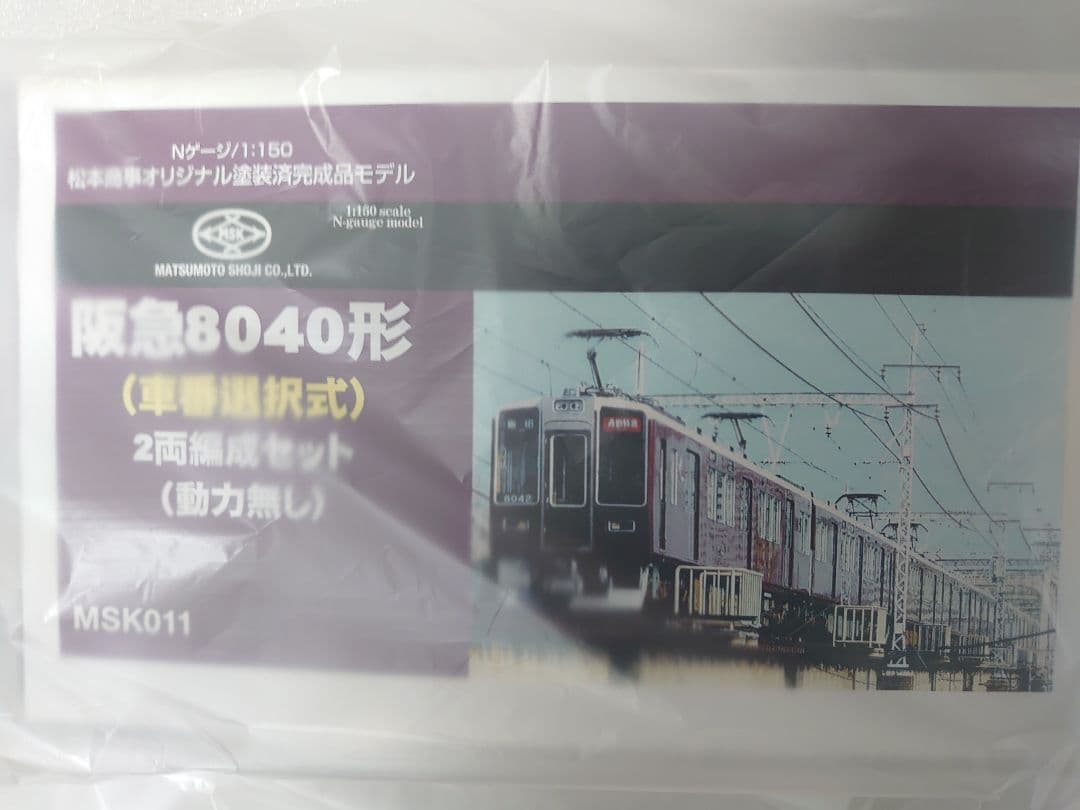 Nゲージ/1:150
松本商事オリジナル塗装済完成品モデル
1:150 scale
N-gauge model
MSK
MATSUMOTO SHOJI CO.,LTD.
阪急8040形
（車番選択式）
2両編成セット
（動力無し）
MSK011
8042